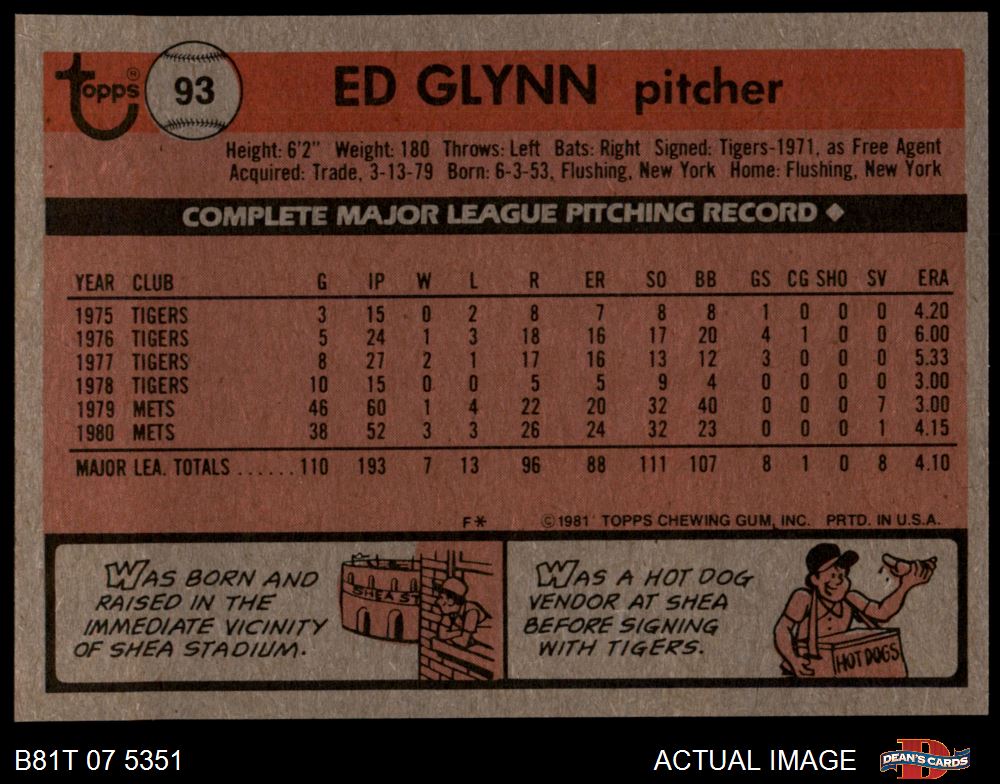 Topps ® 93 ED GLYNN pitcher
Height: 6'2" Weight: 180 Throws: Left Bats: Right Signed: Tigers-1971, as Free Agent
Acquired: Trade, 3-13-79 Born: 6-3-53, Flushing, New York Home: Flushing, New York
COMPLETE MAJOR LEAGUE PITCHING RECORD ◆
YEAR CLUB G IP W L R ER SO BB GS CG SHO SV ERA
1975 TIGERS 3 15 0 2 8 7 8 8 1 0 0 0 4.20
1976 TIGERS 5 24 1 3 18 16 17 20 4 1 0 0 6.00
1977 TIGERS 8 27 2 1 17 16 13 12 3 0 0 0 5.33
1978 TIGERS 10 15 0 0 5 5 9 4 0 0 0 0 3.00
1979 METS 46 60 1 4 22 20 32 40 0 0 0 7 3.00
1980 METS 38 52 3 3 26 24 32 23 0 0 0 1 4.15
MAJOR LEA. TOTALS ......110 193 7 13 96 88 111 107 8 1 0 8 4.10
F* ©1981 TOPPS CHEWING GUM, INC. PRTD. IN U.S.A.
WAS BORN AND
RAISED IN THE
IMMEDIATE VICINITY
OF SHEA STADIUM.
SHEA ST
WAS A HOT DOG
VENDOR AT SHEA
BEFORE SIGNING
WITH TIGERS.
HOT DOGS
B81T 07 5351 ACTUAL IMAGE D DEAN'S CARDS